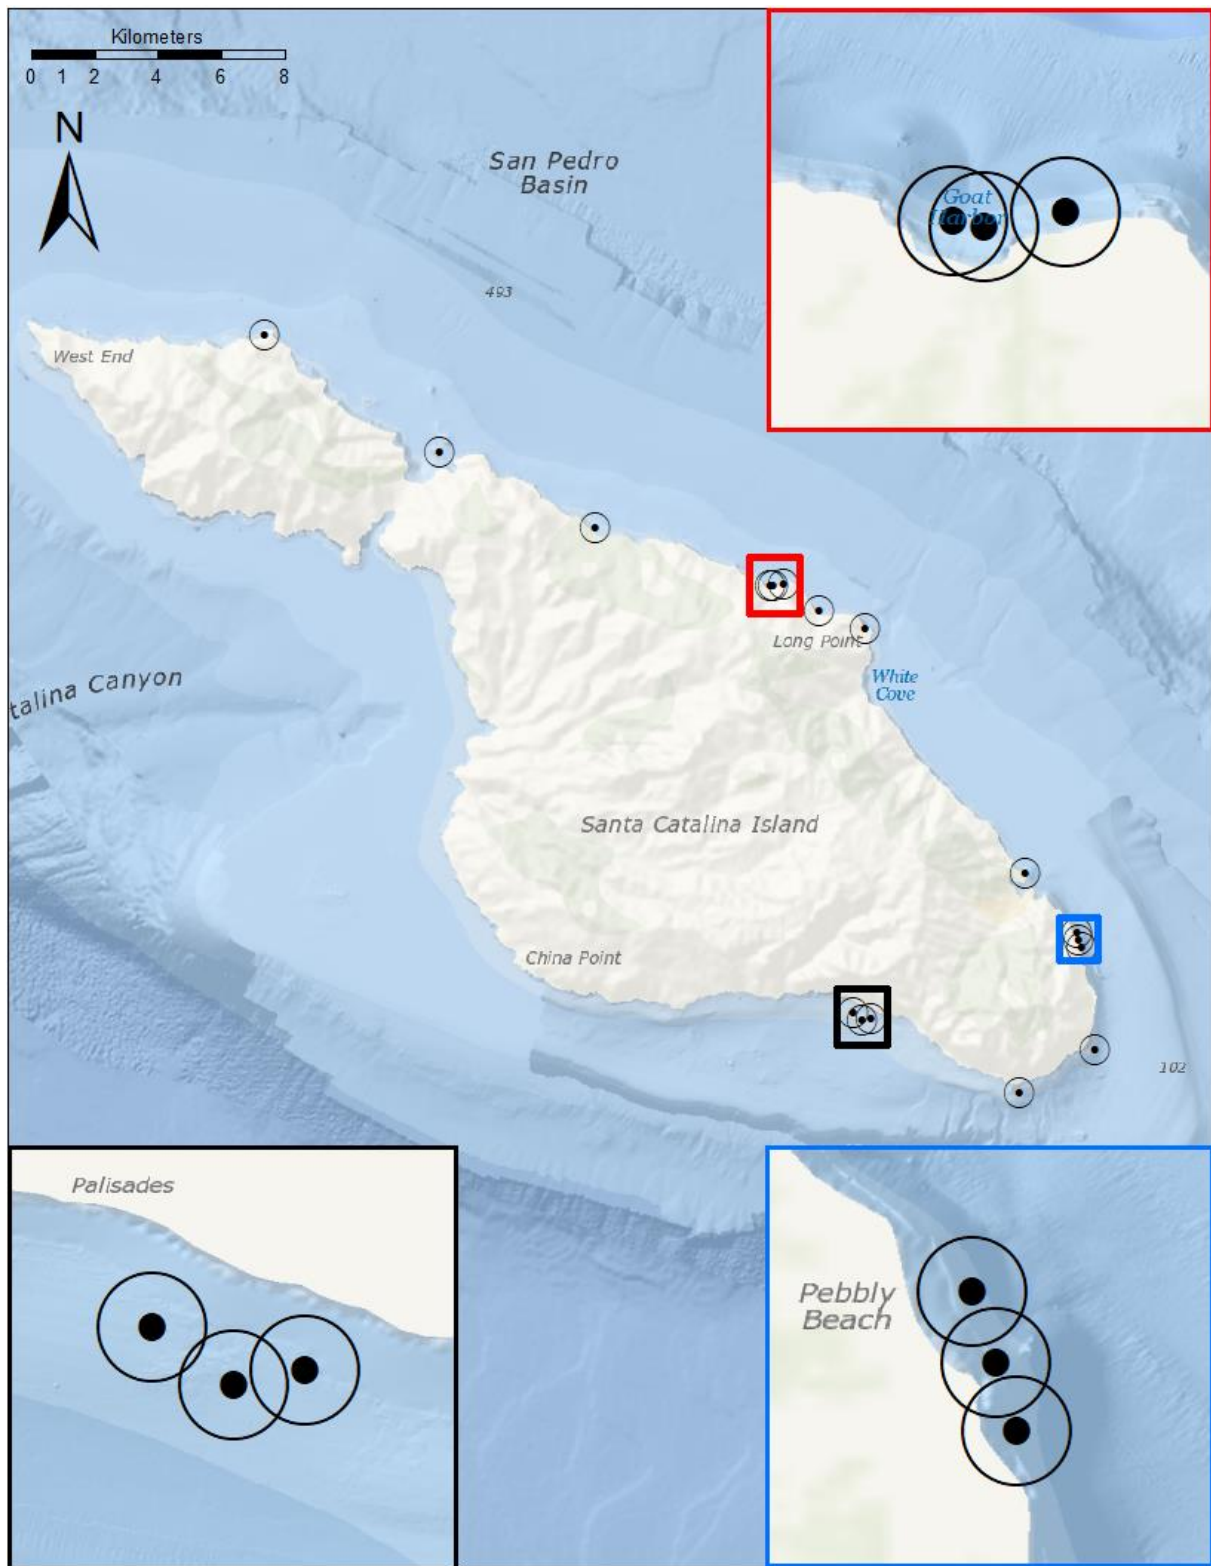 Kilometers
0 1 2 4 6 8
N
San Pedro
Basin
Goat
Harbor
493
West End
Long Point
White
Cove
talina Canyon
Santa Catalina Island
China Point
102
Palisades
Pebbly
Beach